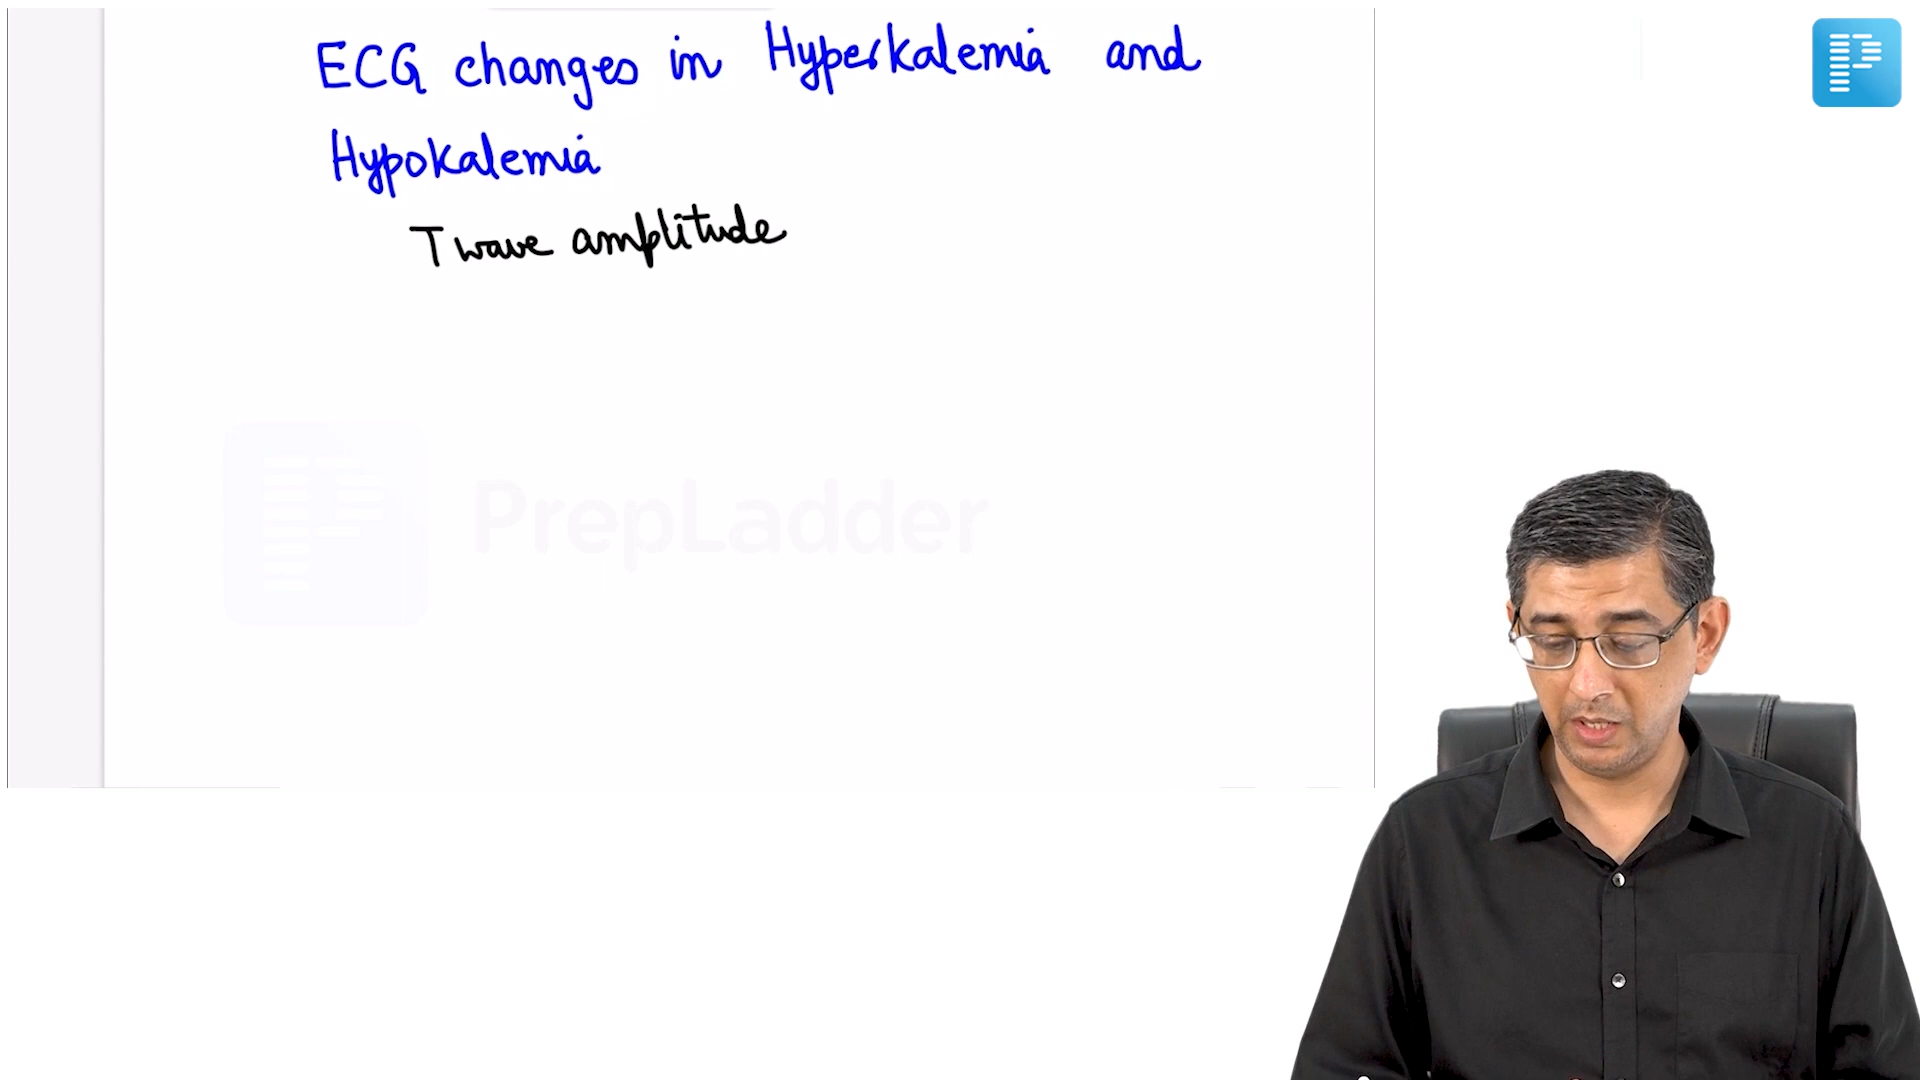 ECG changes in Hyperkalemia and
Hypokalemia
T wave amplitude
PrepLadder